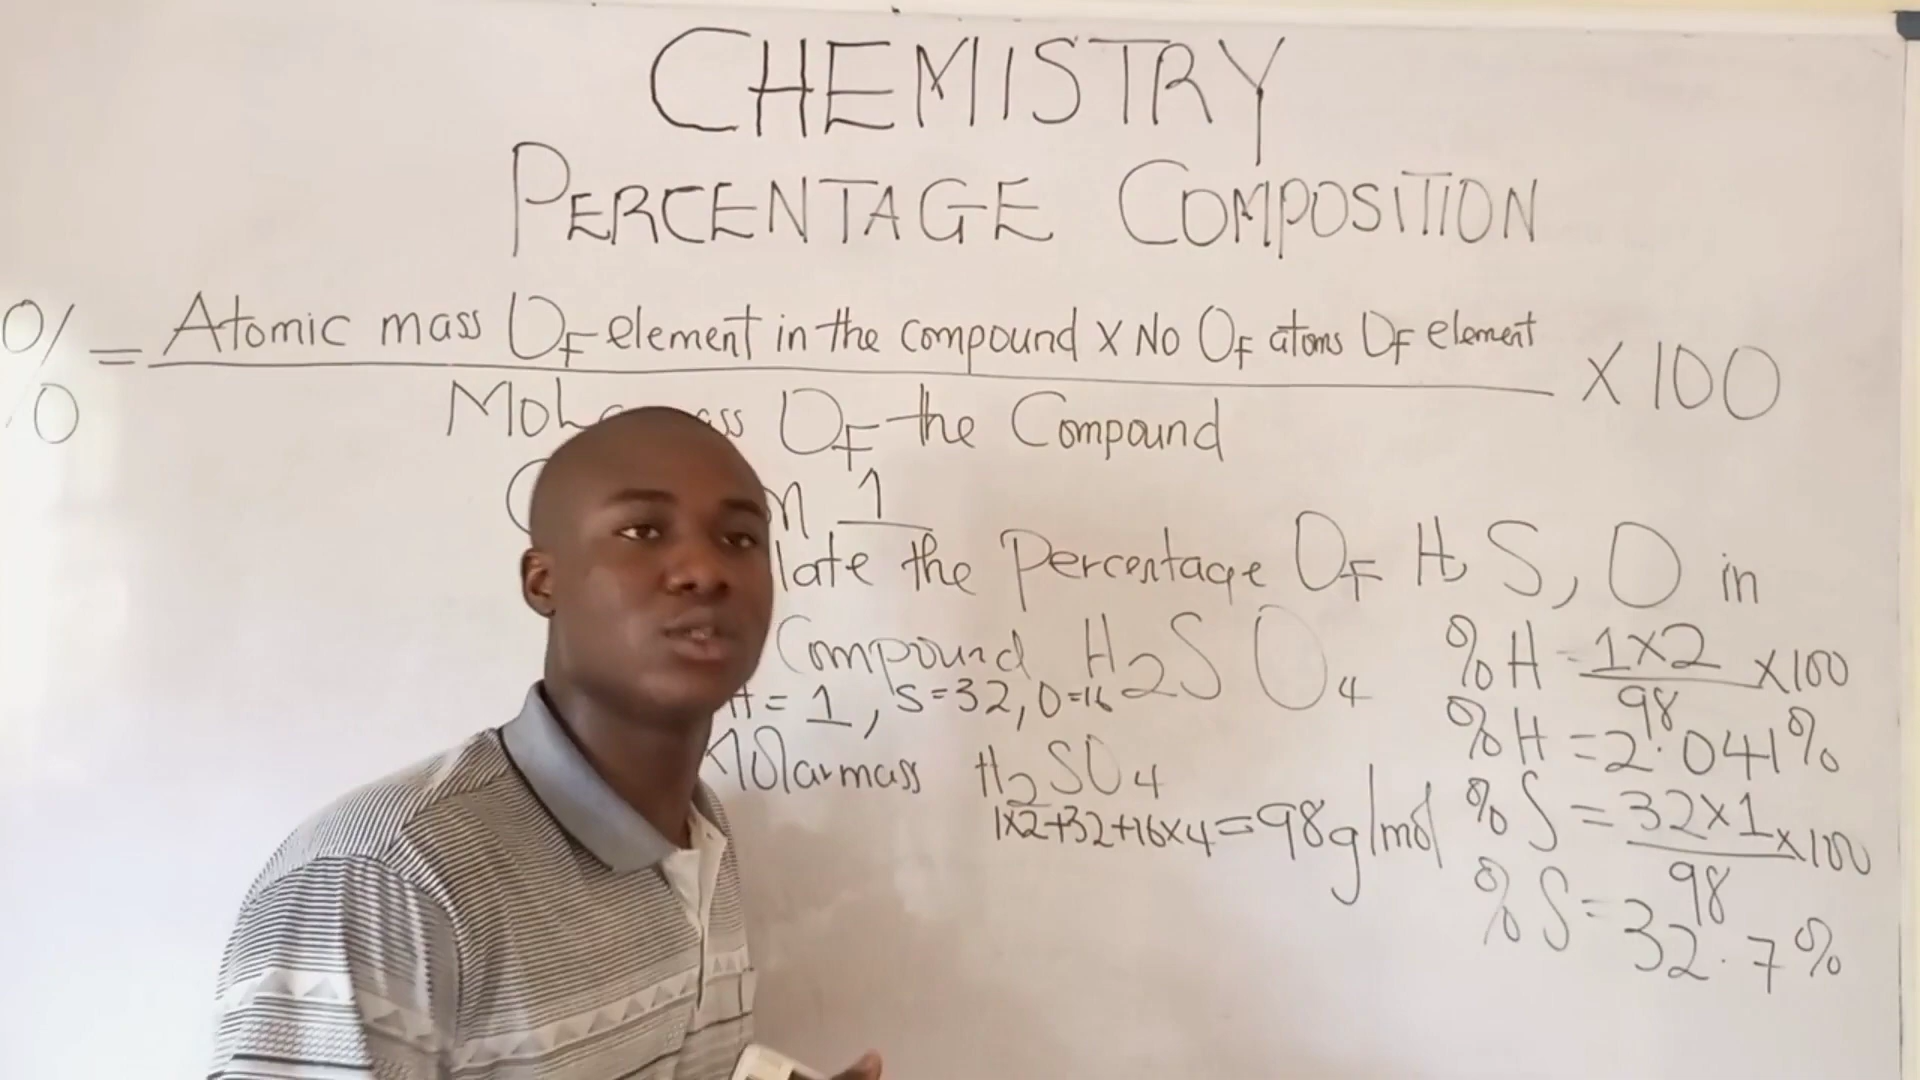 CHEMISTRY
PERCENTAGE COMPOSITION
% = Atomic mass OF element in the compound X No OF atoms OF element X 100
OF the Compound
1
the Percentage OF H, S, O in
Compound H2SO4
H = 1, S=32, O=16
Molar mass H2SO4
1x2+32+16x4=98g/mol
%H = 1X2 X100
98
%H = 2.041%
%S = 32x1 x100
98
%S = 32.7%